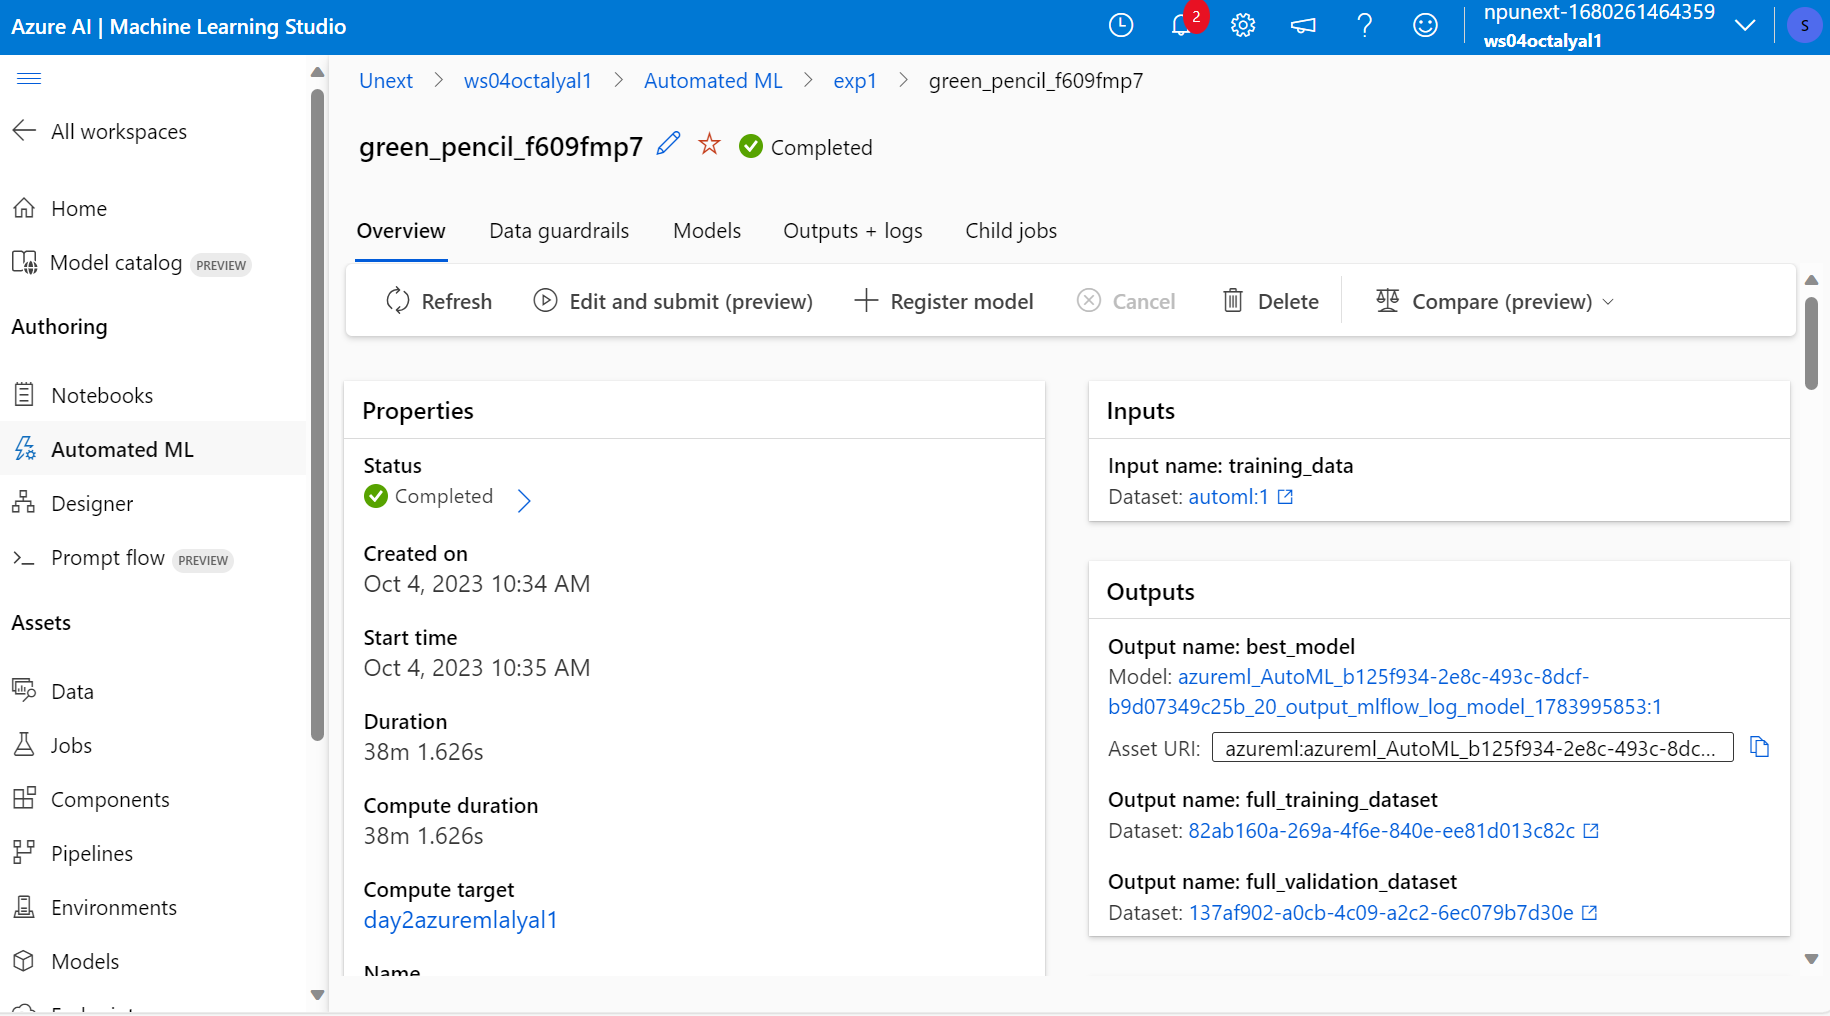 Azure AI | Machine Learning Studio
2
npunext-1680261464359
ws04octalyal1
S
All workspaces
Home
Model catalog PREVIEW
Authoring
Notebooks
Automated ML
Designer
Prompt flow PREVIEW
Assets
Data
Jobs
Components
Pipelines
Environments
Models
Unext > ws04octalyal1 > Automated ML > exp1 > green_pencil_f609fmp7
green_pencil_f609fmp7 Completed
Overview Data guardrails Models Outputs + logs Child jobs
Refresh Edit and submit (preview) Register model Cancel Delete Compare (preview)
Properties
Status
Completed
Created on
Oct 4, 2023 10:34 AM
Start time
Oct 4, 2023 10:35 AM
Duration
38m 1.626s
Compute duration
38m 1.626s
Compute target
day2azuremlalyal1
Name
Inputs
Input name: training_data
Dataset: automl:1
Outputs
Output name: best_model
Model: azureml_AutoML_b125f934-2e8c-493c-8dcf-
b9d07349c25b_20_output_mlflow_log_model_1783995853:1
Asset URI: azureml:azureml_AutoML_b125f934-2e8c-493c-8dc...
Output name: full_training_dataset
Dataset: 82ab160a-269a-4f6e-840e-ee81d013c82c
Output name: full_validation_dataset
Dataset: 137af902-a0cb-4c09-a2c2-6ec079b7d30e